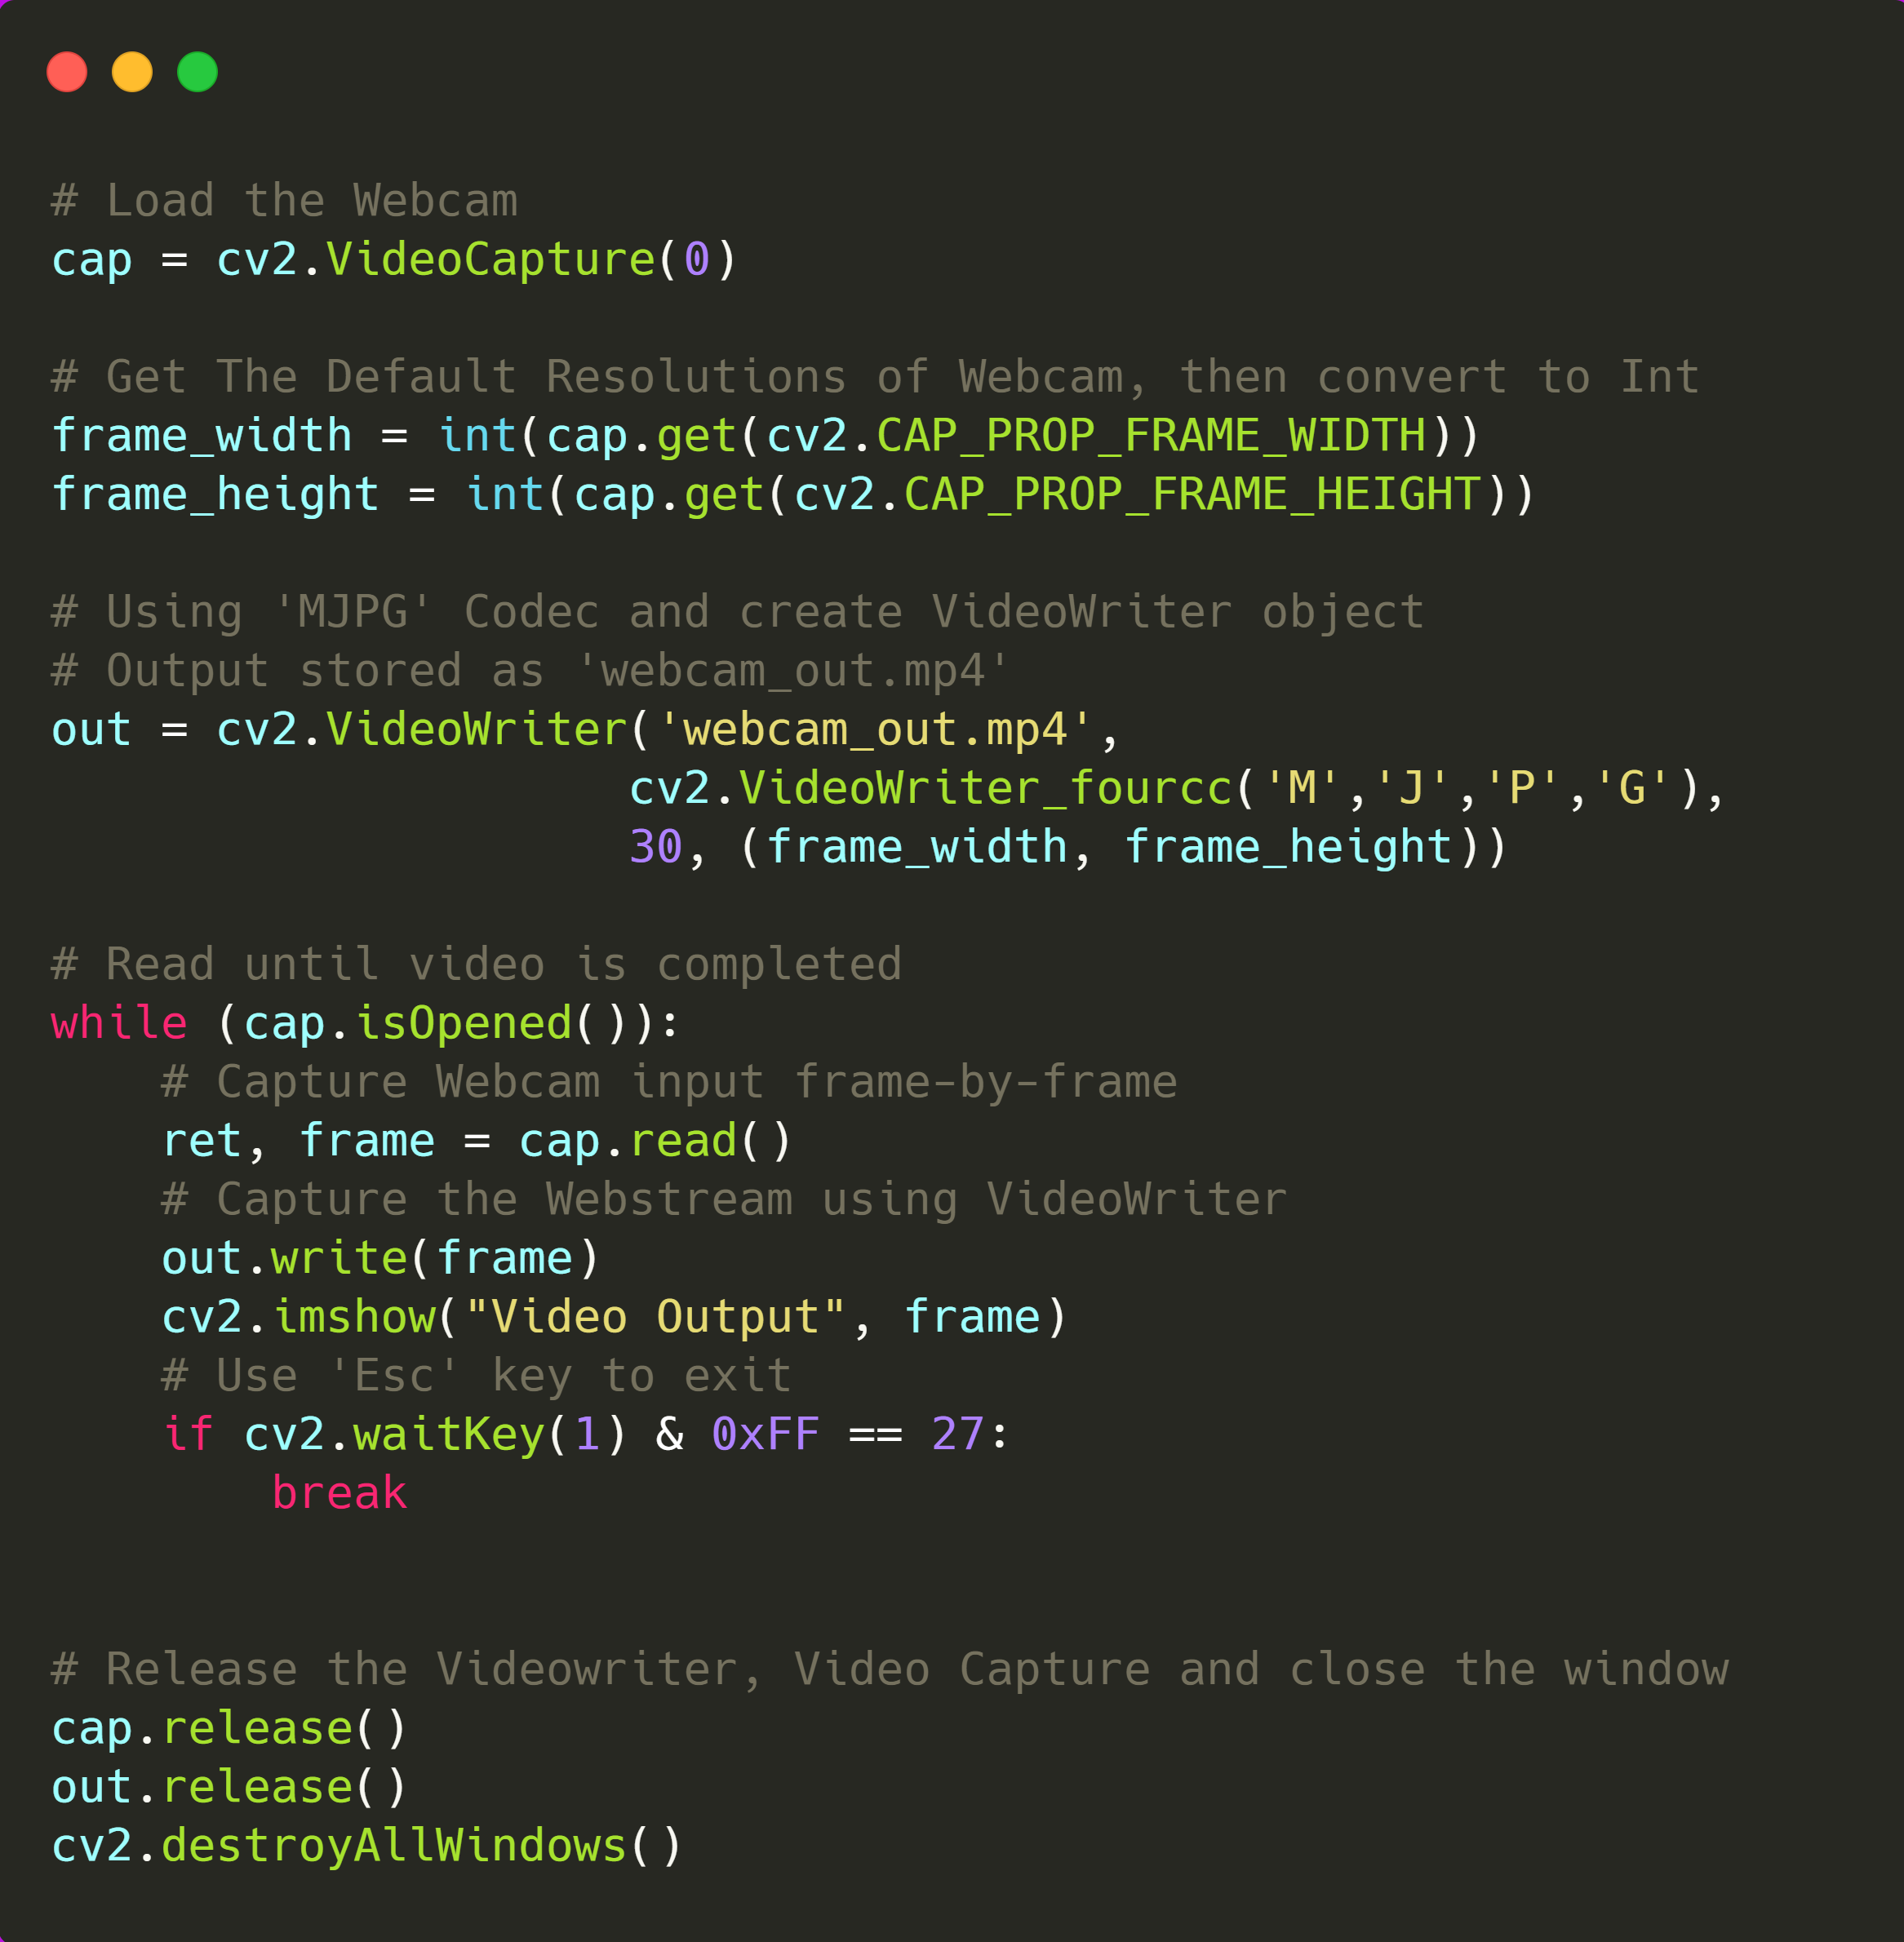 # Load the Webcam
cap = cv2.VideoCapture(0)
# Get The Default Resolutions of Webcam, then convert to Int
frame_width = int(cap.get(cv2.CAP_PROP_FRAME_WIDTH))
frame_height = int(cap.get(cv2.CAP_PROP_FRAME_HEIGHT))
# Using 'MJPG' Codec and create VideoWriter object
# Output stored as 'webcam_out.mp4'
out = cv2.VideoWriter('webcam_out.mp4',
                     cv2.VideoWriter_fourcc('M','J','P','G'),
                     30, (frame_width, frame_height))
# Read until video is completed
while (cap.isOpened()):
    # Capture Webcam input frame-by-frame
    ret, frame = cap.read()
    # Capture the Webstream using VideoWriter
    out.write(frame)
    cv2.imshow("Video Output", frame)
    # Use 'Esc' key to exit
    if cv2.waitKey(1) & 0xFF == 27:
        break
# Release the Videowriter, Video Capture and close the window
cap.release()
out.release()
cv2.destroyAllWindows()